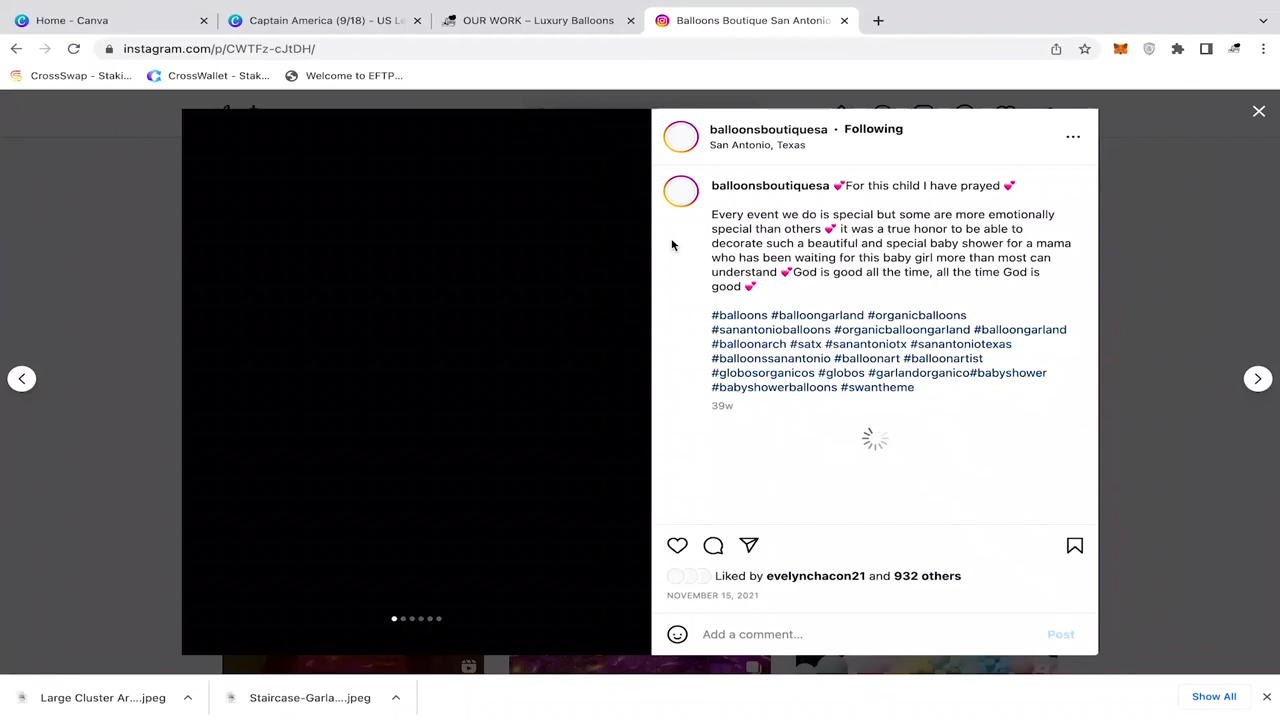 Home - Canva
Captain America (9/18) - US Le
OUR WORK – Luxury Balloons
Balloons Boutique San Antonio
instagram.com/p/CWTFz-cJtDH/
CrossSwap - Staki...
CrossWallet - Stak...
Welcome to EFTP...
balloonsboutiquesa • Following
San Antonio, Texas
balloonsboutiquesa 💕For this child I have prayed 💕
Every event we do is special but some are more emotionally
special than others 💕 it was a true honor to be able to
decorate such a beautiful and special baby shower for a mama
who has been waiting for this baby girl more than most can
understand 💕God is good all the time, all the time God is
good 💕
#balloons #balloongarland #organicballoons
#sanantonioballoons #organicballoongarland #balloongarland
#balloonarch #satx #sanantoniotx #sanantoniotexas
#balloonssanantonio #balloonart #balloonartist
#globosorganicos #globos #garlandorganico#babyshower
#babyshowerballoons #swantheme
39w
Liked by evelynchacon21 and 932 others
NOVEMBER 15, 2021
Add a comment...
Post
Large Cluster Ar....jpeg
Staircase-Garla....jpeg
Show All